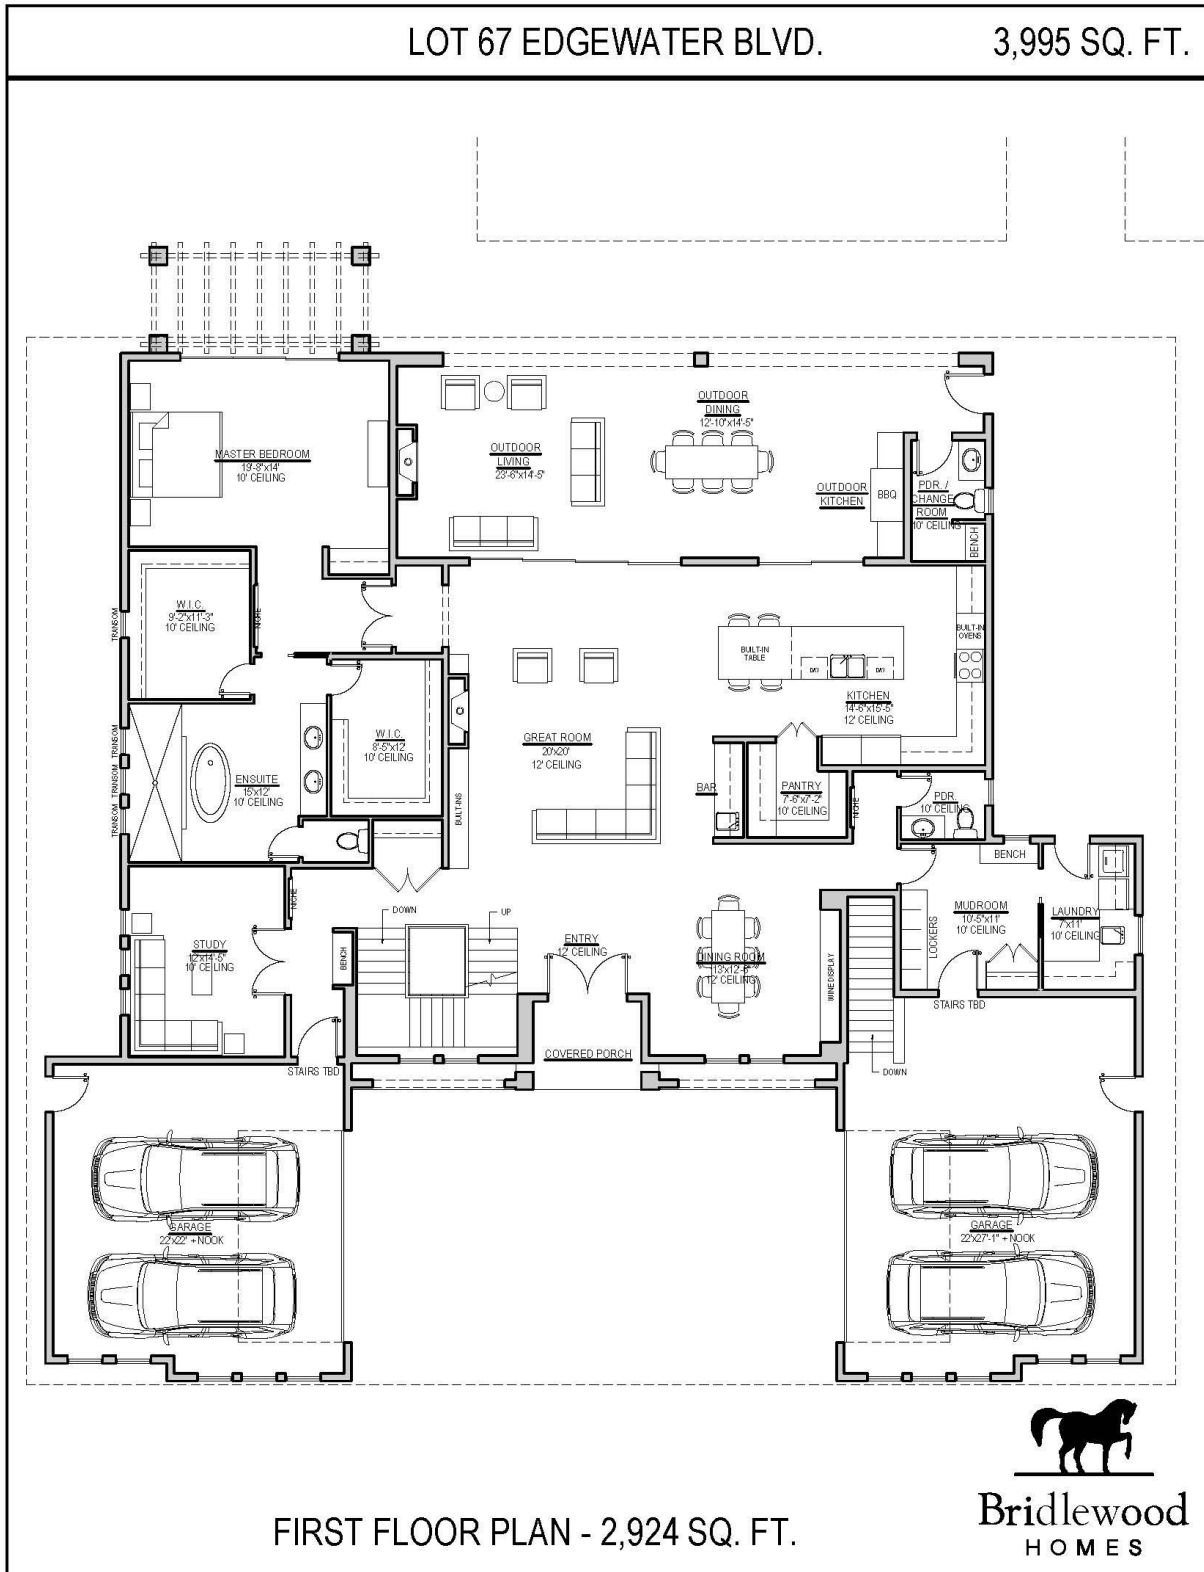 LOT 67 EDGEWATER BLVD.
3,995 SQ. FT.
OUTDOOR
DINING
12'-10"x14'-5"
MASTER BEDROOM
19'-8"x14'
10' CEILING
OUTDOOR
LIVING
23'-6"x14'-5"
OUTDOOR
KITCHEN
BBQ
PDR. /
CHANGE
ROOM
10' CEILING
BENCH
W.I.C.
9'-2"x11'-3"
10' CEILING
NICHE
TRANSOM
BUILT-IN
TABLE
BUILT-IN
OVENS
DW
DW
KITCHEN
14'-6"x15'-5"
12' CEILING
W.I.C.
8'-5"x12'
10' CEILING
GREAT ROOM
20'x20'
12' CEILING
TRANSOM
TRANSOM
TRANSOM
ENSUITE
15'x12'
10' CEILING
BUILT-INS
BAR
PANTRY
7'-6"x7'-2"
10' CEILING
NICHE
PDR.
10' CEILING
BENCH
NICHE
DOWN
UP
MUDROOM
10'-5"x11'
10' CEILING
LAUNDRY
7'x11'
10' CEILING
LOCKERS
STUDY
12'x14'-5"
10' CEILING
BENCH
ENTRY
12' CEILING
DINING ROOM
13'x12'-6"
12' CEILING
WINE DISPLAY
STAIRS TBD
COVERED PORCH
STAIRS TBD
DOWN
GARAGE
22'x22' + NOOK
GARAGE
22'x27'-1" + NOOK
FIRST FLOOR PLAN - 2,924 SQ. FT.
Bridlewood
HOMES